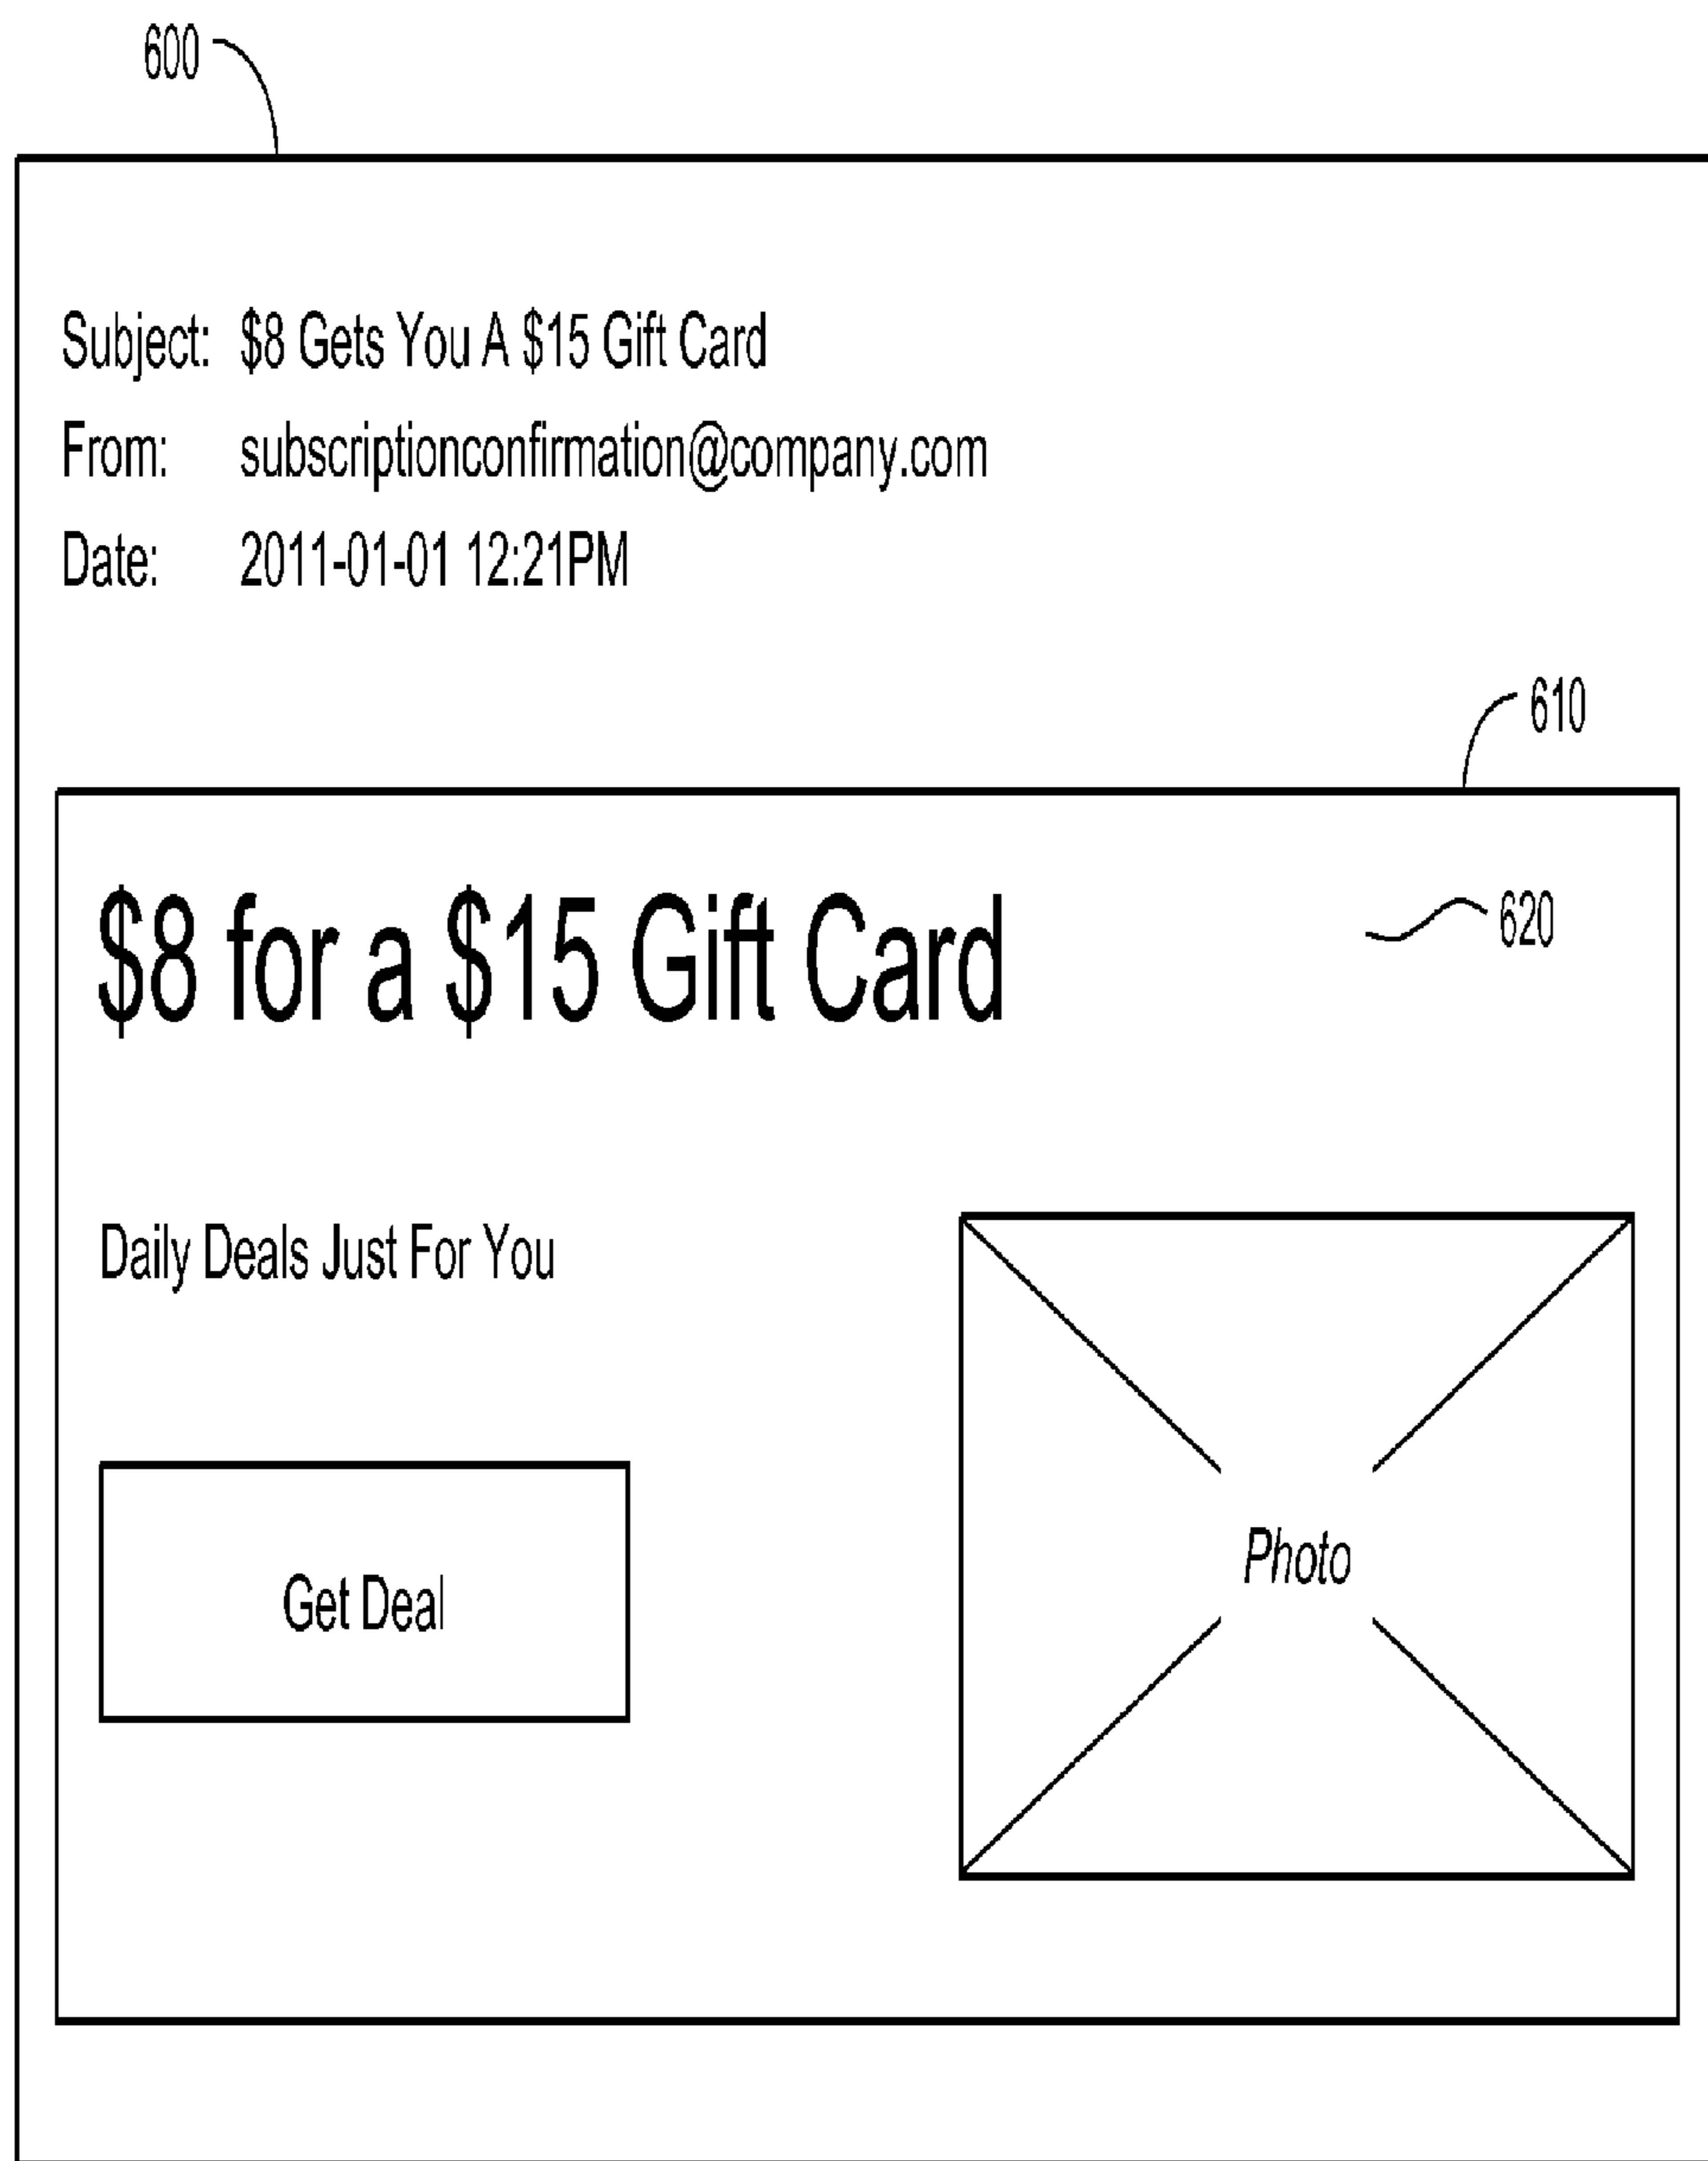 600
Subject: $8 Gets You A $15 Gift Card
From: subscriptionconfirmation@company.com
Date: 2011-01-01 12:21PM
610
$8 for a $15 Gift Card
620
Daily Deals Just For You
Get Deal
Photo